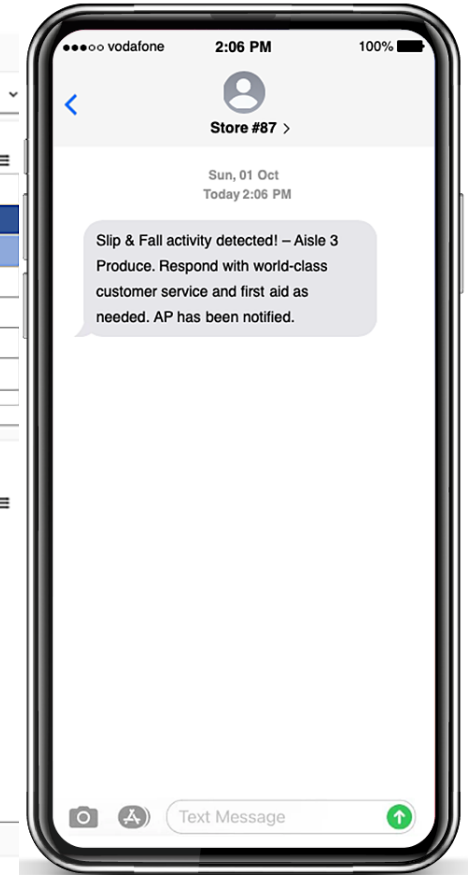 vodafone 2:06 PM 100%
Store #87 >
Sun, 01 Oct
Today 2:06 PM
Slip & Fall activity detected! – Aisle 3
Produce. Respond with world-class
customer service and first aid as
needed. AP has been notified.
Text Message